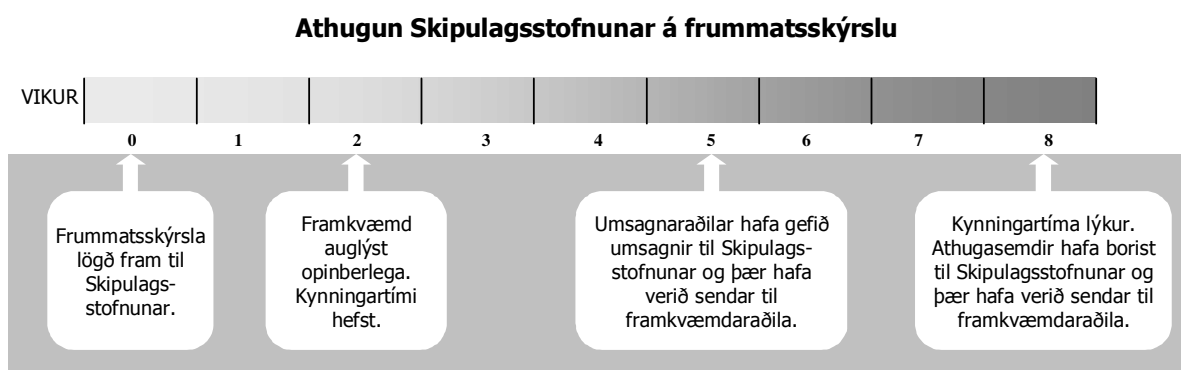 Athugun Skipulagsstofnunar á frummatsskýrslu
VIKUR
0 1 2 3 4 5 6 7 8
Frummatsskýrsla
lögð fram til
Skipulags-
stofnunar.
Framkvæmd
auglýst
opinberlega.
Kynningartími
hefst.
Umsagnaraðilar hafa gefið
umsagnir til Skipulags-
stofnunar og þær hafa
verið sendar til
framkvæmdaraðila.
Kynningartíma lýkur.
Athugasemdir hafa borist
til Skipulagsstofnunar og
þær hafa verið sendar til
framkvæmdaraðila.